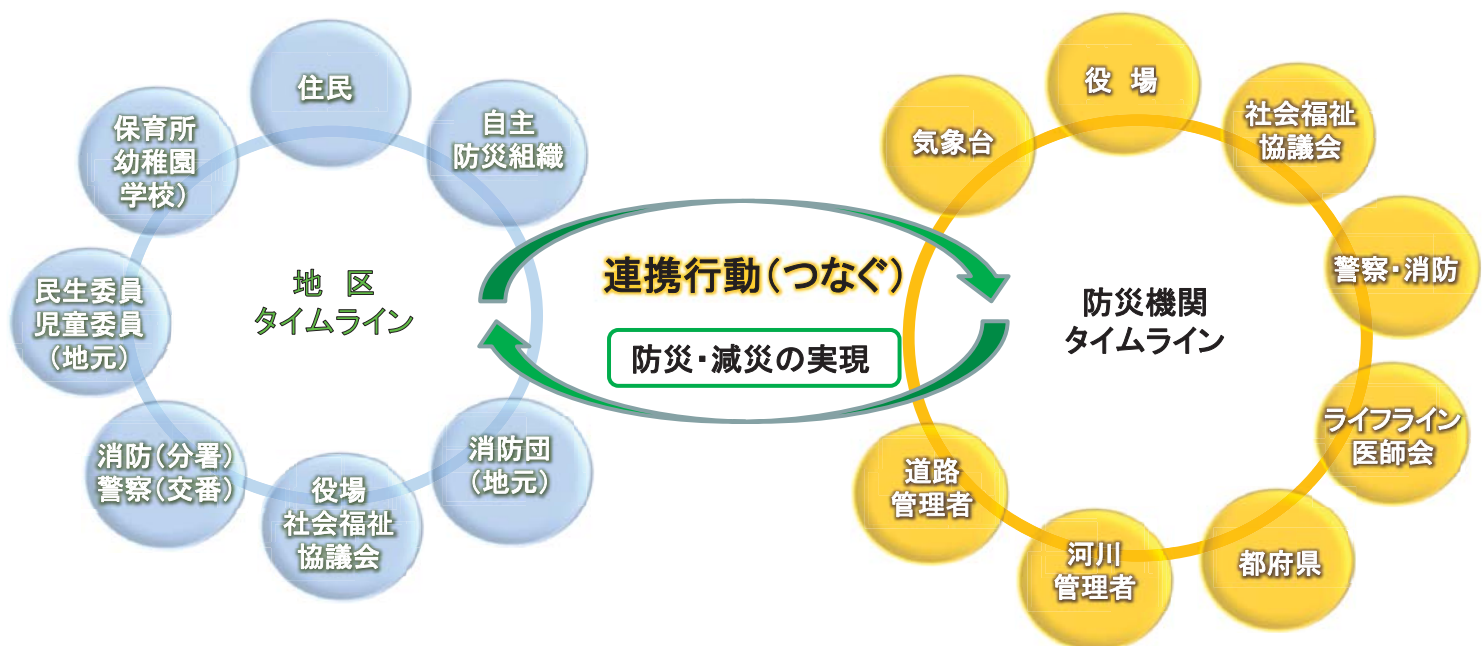 住民
自主
防災組織
保育所
幼稚園
学校）
民生委員
児童委員
（地元）
地　区
タイムライン
消防（分署）
警察（交番）
役場
社会福祉
協議会
消防団
（地元）
連携行動（つなぐ）
防災・減災の実現
役　場
気象台
社会福祉
協議会
警察・消防
防災機関
タイムライン
ライフライン
医師会
道路
管理者
河川
管理者
都府県